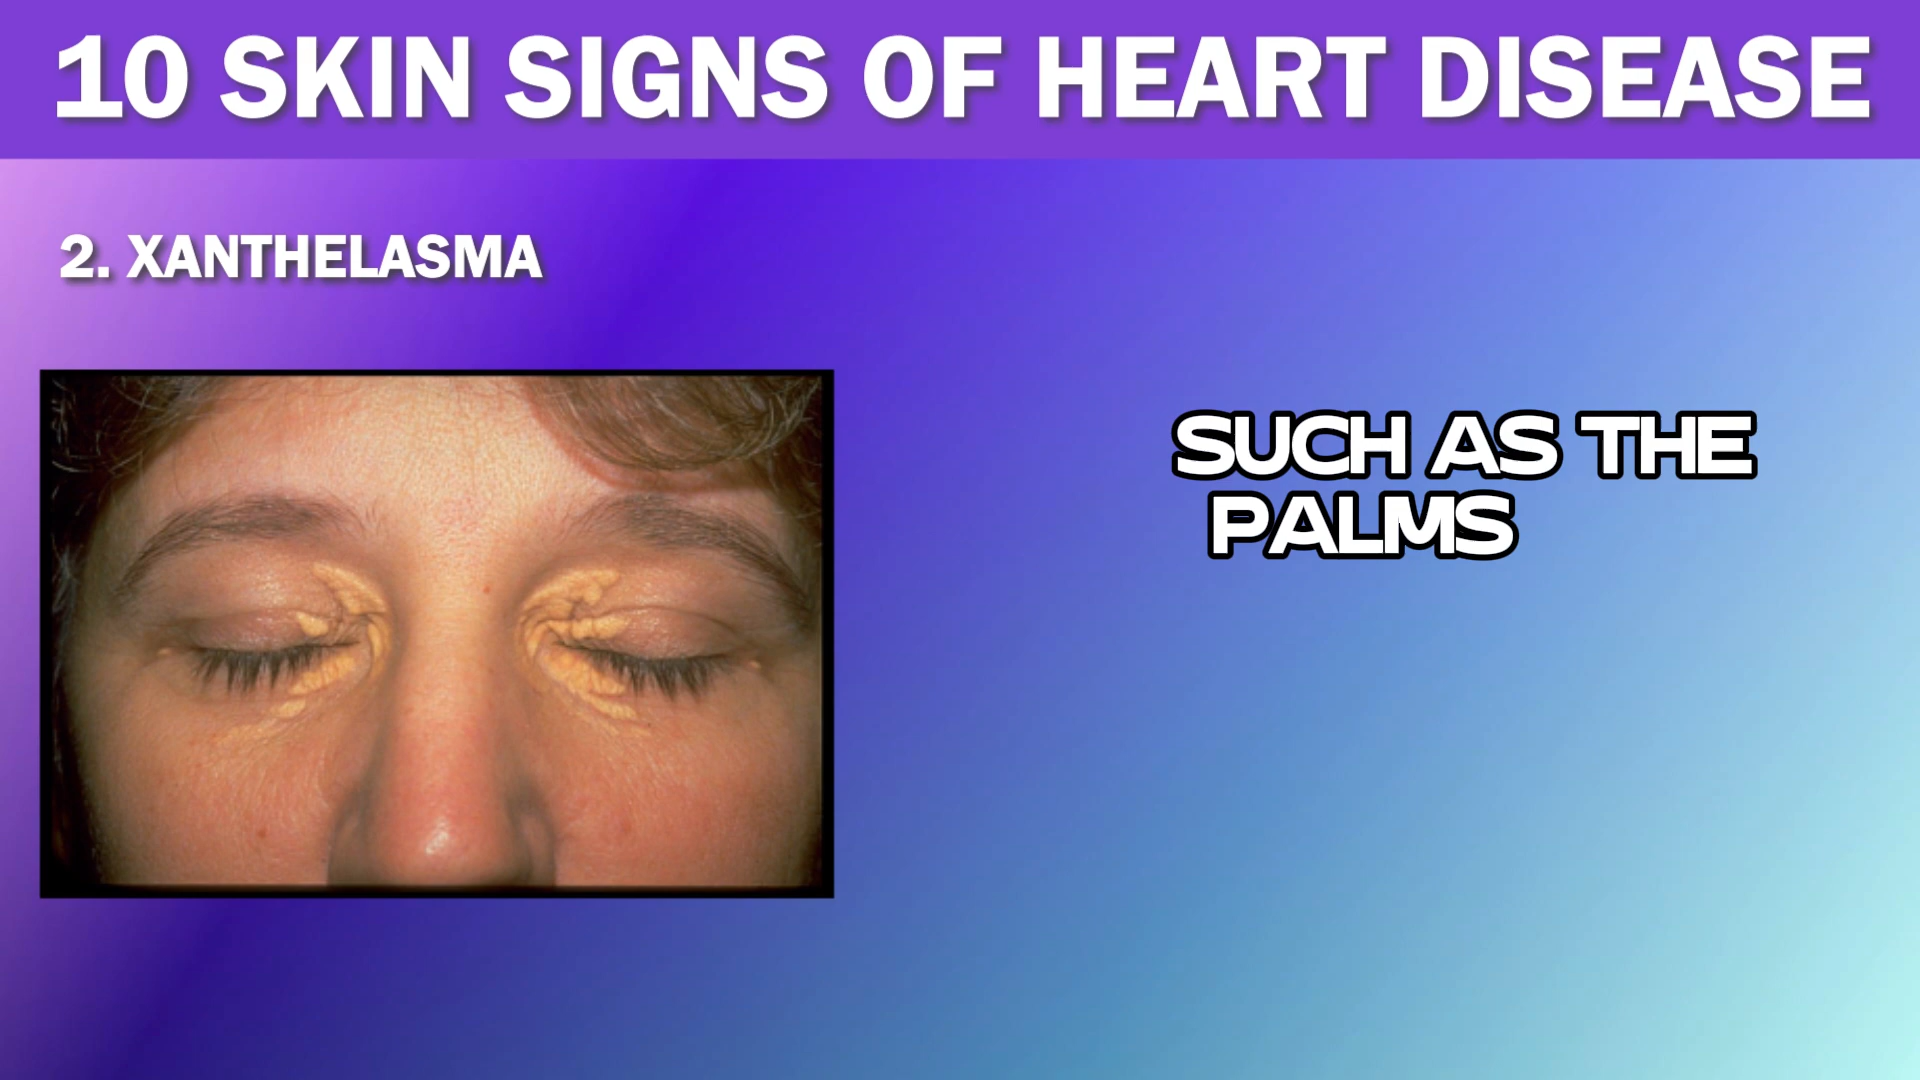 10 SKIN SIGNS OF HEART DISEASE
2. XANTHELASMA
SUCH AS THE
PALMS